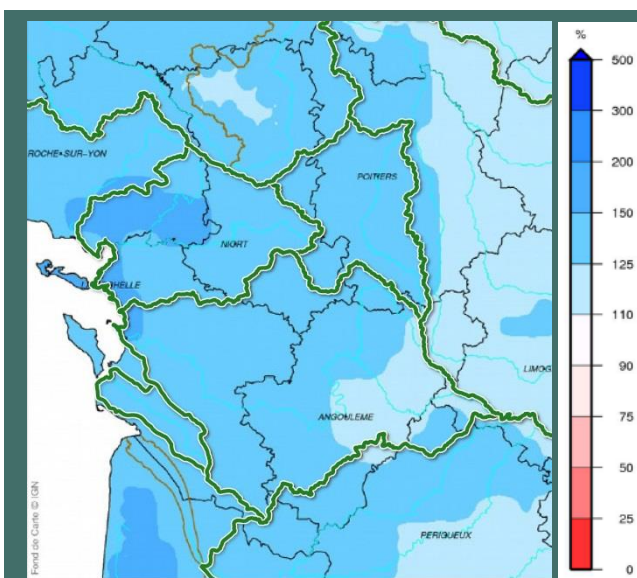 %
500
300
200
150
125
110
90
75
50
25
0
ROCHE-SUR-YON
POITIERS
NIORT
HELLE
LIMOG
ANGOULEME
PERIGUEUX
Fond de Carte © IGN